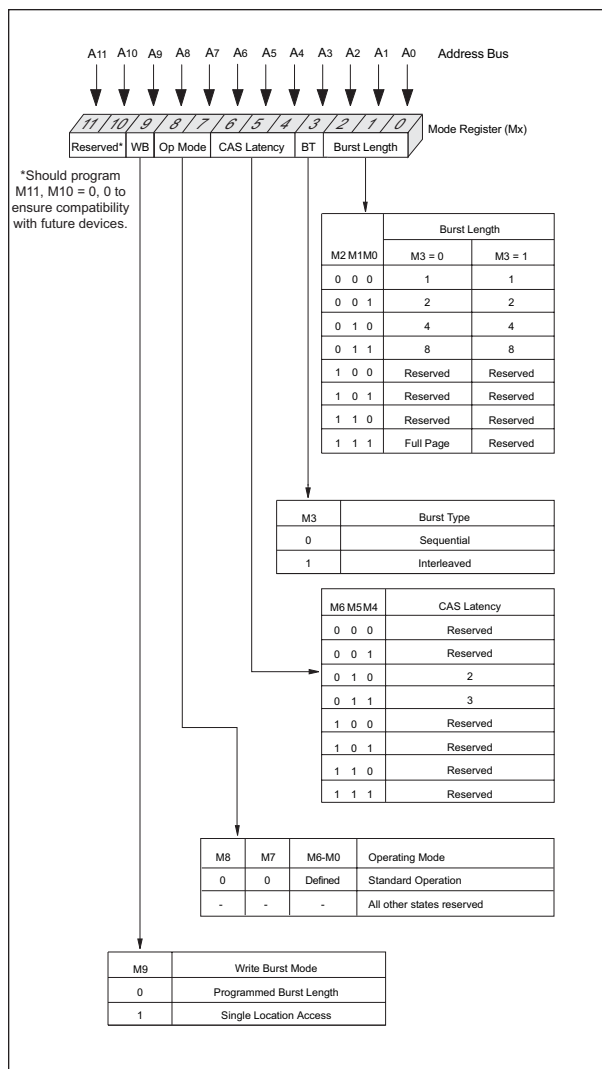 A11 A10 A9 A8 A7 A6 A5 A4 A3 A2 A1 A0 Address Bus
11 10 9 8 7 6 5 4 3 2 1 0 Mode Register (Mx)
Reserved* WB Op Mode CAS Latency BT Burst Length
*Should program
M11, M10 = 0, 0 to
ensure compatibility
with future devices.
Burst Length
M2 M1M0 M3 = 0 M3 = 1
0 0 0 1 1
0 0 1 2 2
0 1 0 4 4
0 1 1 8 8
1 0 0 Reserved Reserved
1 0 1 Reserved Reserved
1 1 0 Reserved Reserved
1 1 1 Full Page Reserved
M3 Burst Type
0 Sequential
1 Interleaved
M6 M5 M4 CAS Latency
0 0 0 Reserved
0 0 1 Reserved
0 1 0 2
0 1 1 3
1 0 0 Reserved
1 0 1 Reserved
1 1 0 Reserved
1 1 1 Reserved
M8 M7 M6-M0 Operating Mode
0 0 Defined Standard Operation
- - - All other states reserved
M9 Write Burst Mode
0 Programmed Burst Length
1 Single Location Access